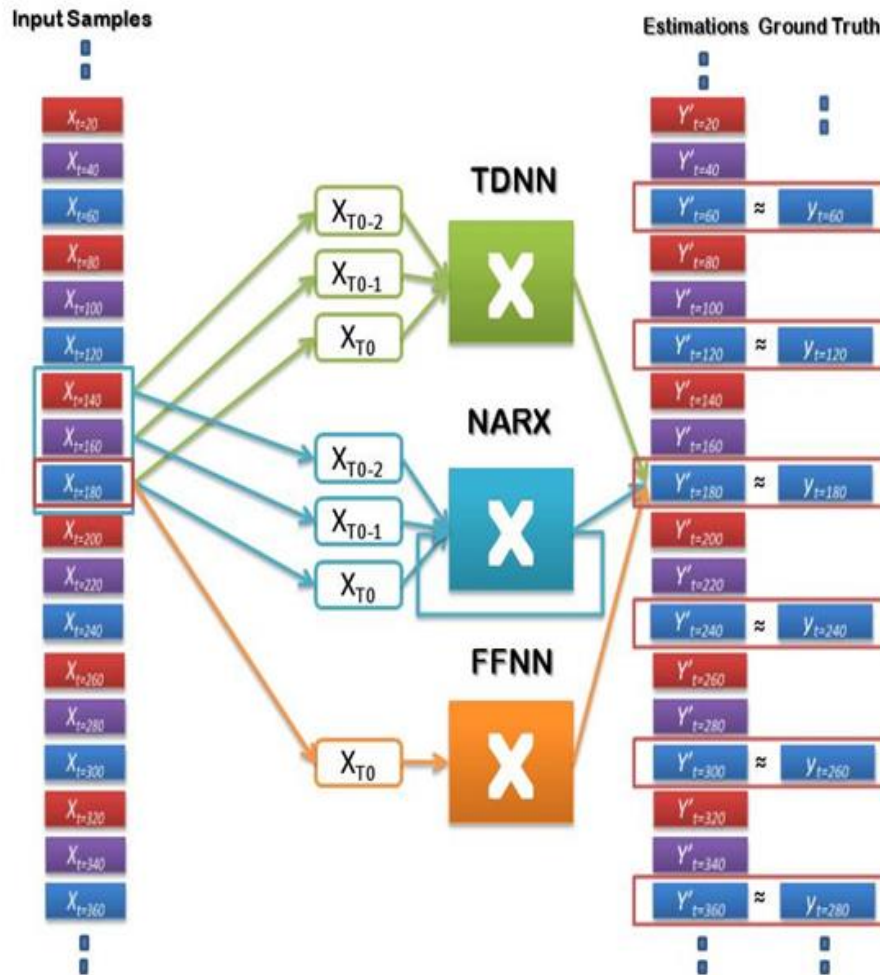 Input Samples
Estimations Ground Truth
X t=20
X t=40
X t=60
X t=80
X t=100
X t=120
X t=140
X t=160
X t=180
X t=200
X t=220
X t=240
X t=260
X t=280
X t=300
X t=320
X t=340
X t=360
TDNN
X T0-2
X T0-1
X T0
X
NARX
X T0-2
X T0-1
X T0
X
FFNN
X T0
X
Y' t=20
Y' t=40
Y' t=60 ≈ y t=60
Y' t=80
Y' t=100
Y' t=120 ≈ y t=120
Y' t=140
Y' t=160
Y' t=180 ≈ y t=180
Y' t=200
Y' t=220
Y' t=240 ≈ y t=240
Y' t=260
Y' t=280
Y' t=300 ≈ y t=260
Y' t=320
Y' t=340
Y' t=360 ≈ y t=280